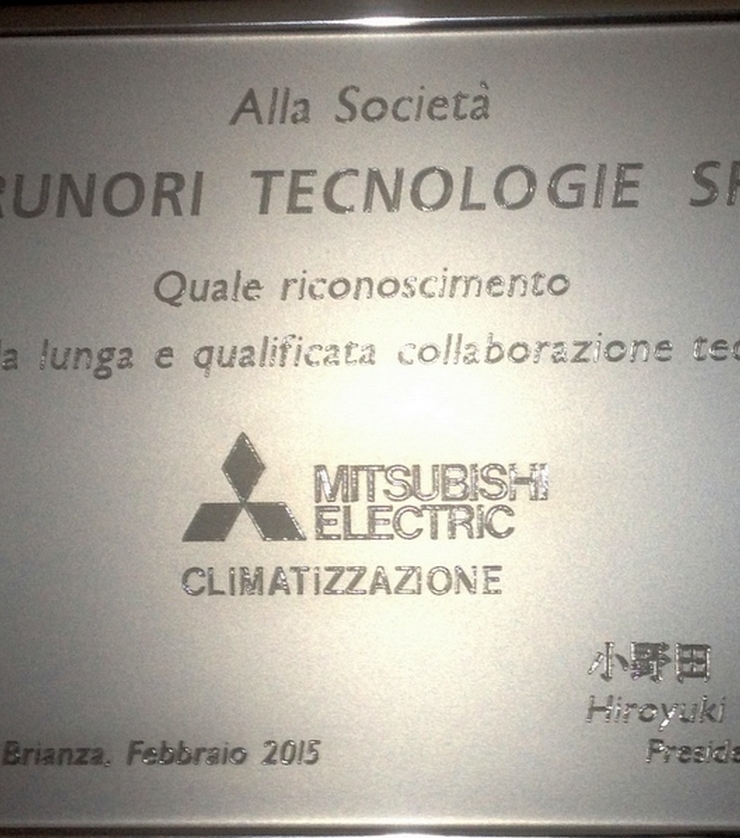 Alla Società
RUNORI TECNOLOGIE SR
Quale riconoscimento
la lunga e qualificata collaborazione tec
MITSUBISHI
ELECTRIC
CLIMATIZZAZIONE
小野田
Hiroyuki
Preside
Brianza, Febbraio 2015